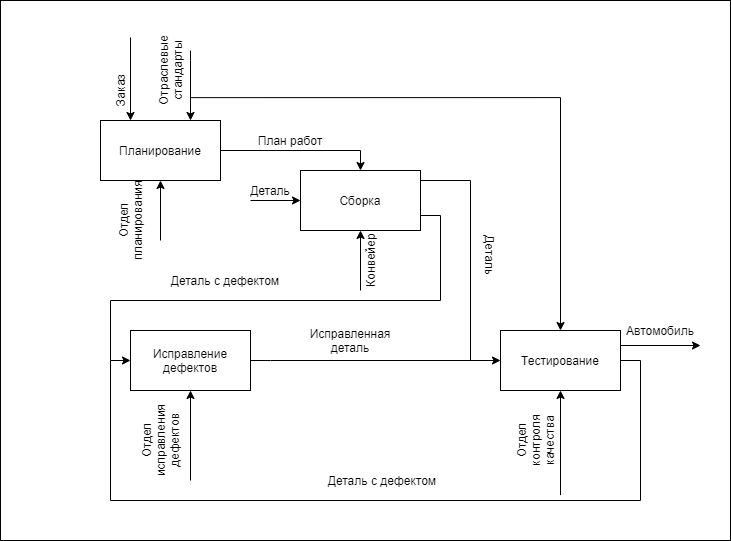 Заказ
Отраслевые
стандарты
Планирование
План работ
Отдел
планирования
Деталь
Сборка
Конвейер
Деталь
Деталь с дефектом
Исправленная
деталь
Автомобиль
Исправление
дефектов
Тестирование
Отдел
исправления
дефектов
Отдел
контроля
качества
Деталь с дефектом